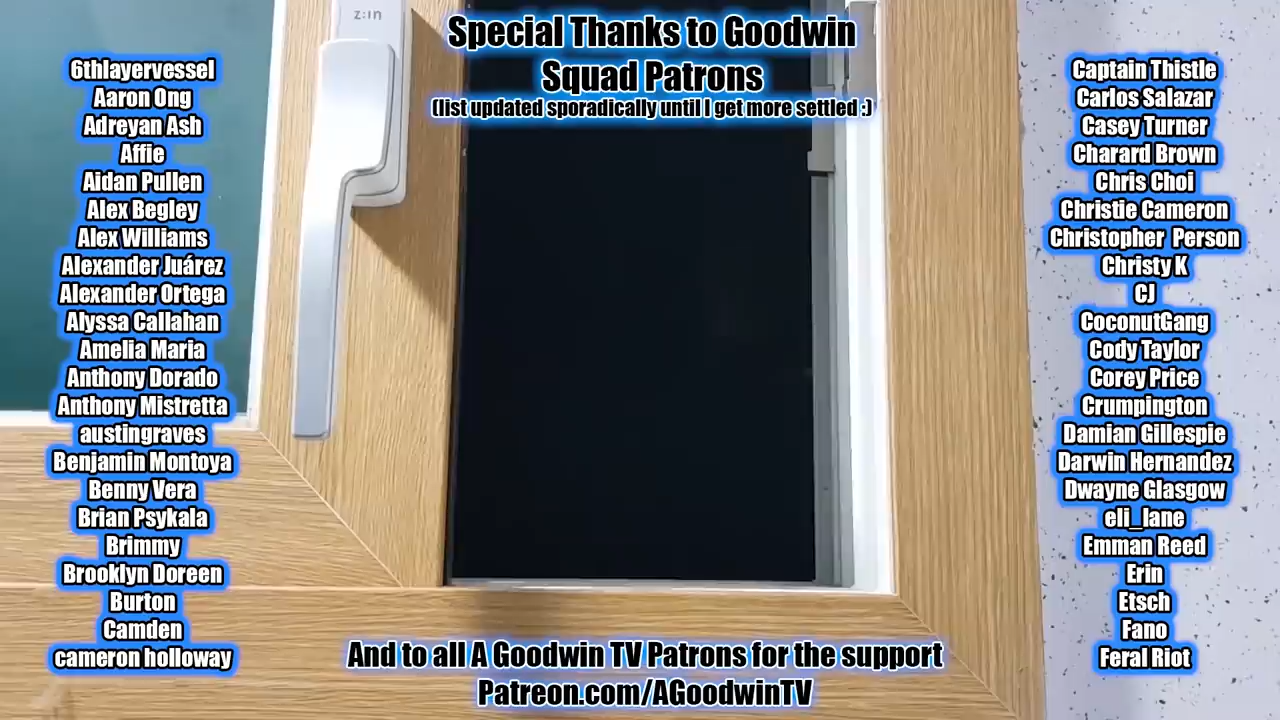 z:in
Special Thanks to Goodwin
Squad Patrons
(list updated sporadically until I get more settled :)
6thlayervessel
Aaron Ong
Adreyan Ash
Affie
Aidan Pullen
Alex Begley
Alex Williams
Alexander Juárez
Alexander Ortega
Alyssa Callahan
Amelia Maria
Anthony Dorado
Anthony Mistretta
austingraves
Benjamin Montoya
Benny Vera
Brian Psykala
Brimmy
Brooklyn Doreen
Burton
Camden
cameron holloway
Captain Thistle
Carlos Salazar
Casey Turner
Charard Brown
Chris Choi
Christie Cameron
Christopher Person
Christy K
CJ
CoconutGang
Cody Taylor
Corey Price
Crumpington
Damian Gillespie
Darwin Hernandez
Dwayne Glasgow
eli_lane
Emman Reed
Erin
Etsch
Fano
Feral Riot
And to all A Goodwin TV Patrons for the support
Patreon.com/AGoodwinTV